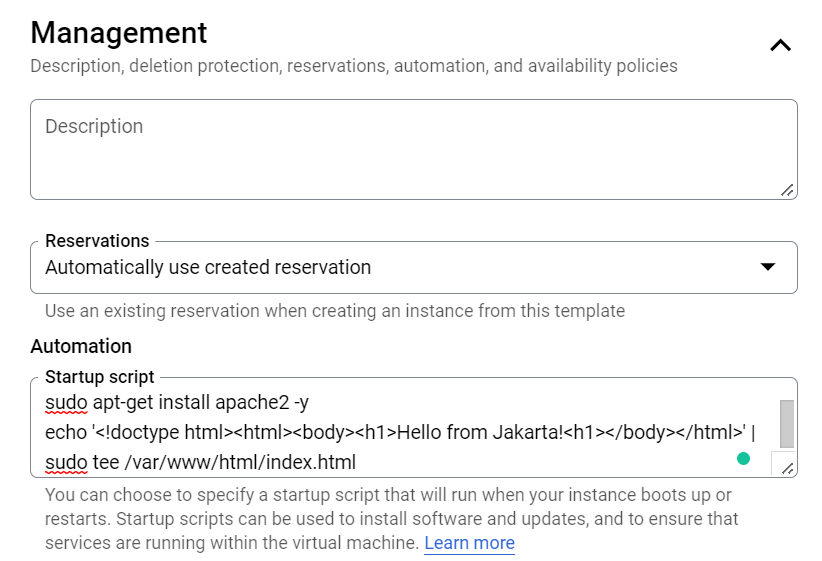 Management
Description, deletion protection, reservations, automation, and availability policies
Description
Reservations
Automatically use created reservation
Use an existing reservation when creating an instance from this template
Automation
Startup script
sudo apt-get install apache2 -y
echo '<!doctype html><html><body><h1>Hello from Jakarta!<h1></body></html>' |
sudo tee /var/www/html/index.html
You can choose to specify a startup script that will run when your instance boots up or
restarts. Startup scripts can be used to install software and updates, and to ensure that
services are running within the virtual machine. Learn more